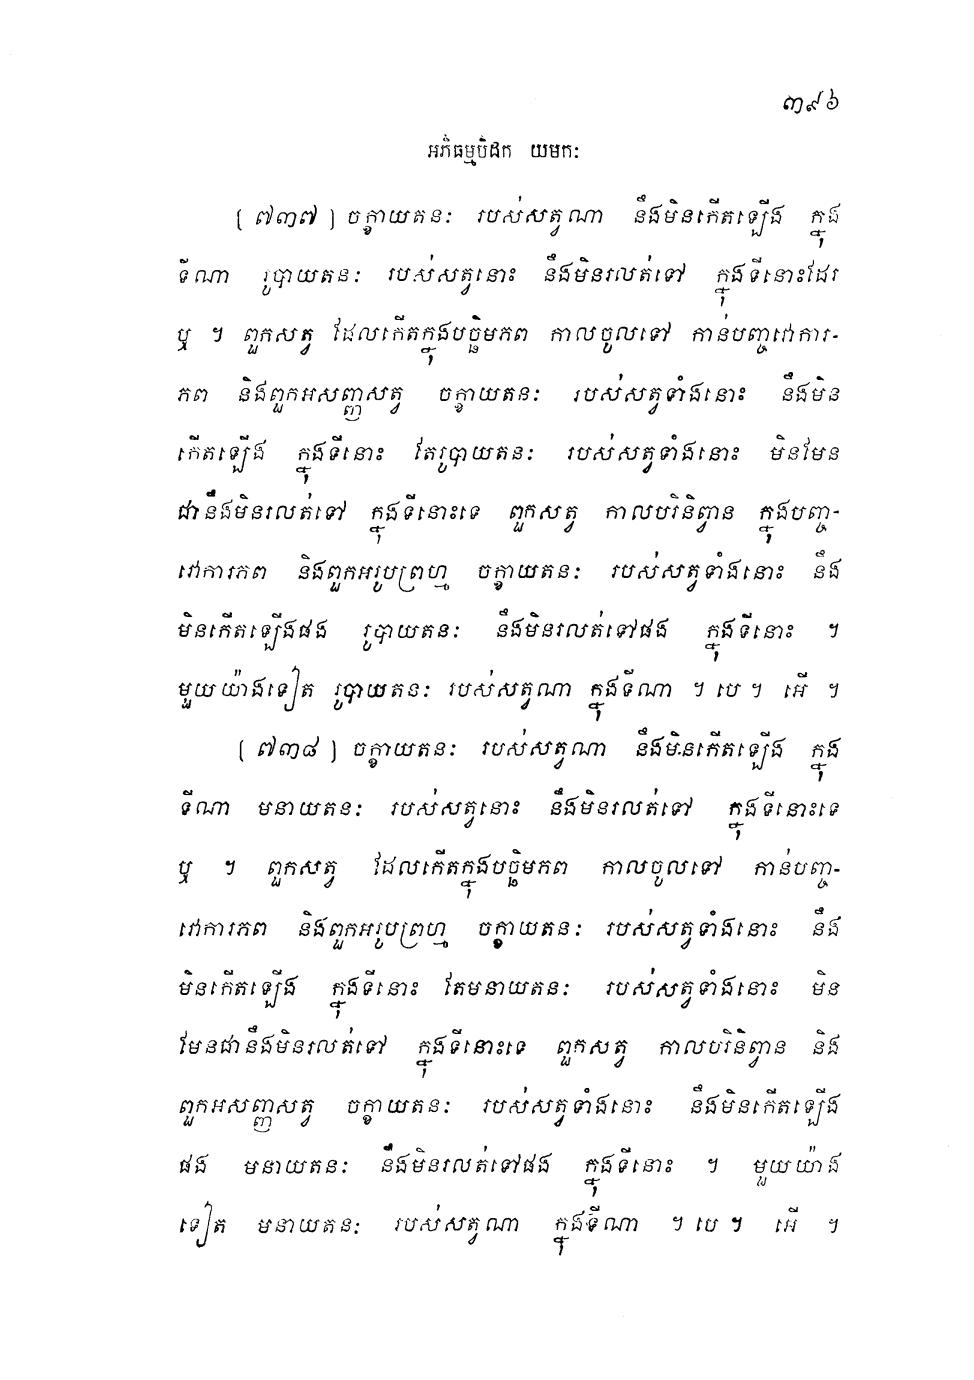 ៣៩៦
អភិធម្មបិដក យមកៈ
[៧៣៧] ចក្ខាយតនៈ របស់សត្វណា នឹងមិនកើតឡើង ក្នុង
ទីណា រូបាយតនៈ របស់សត្វនោះ នឹងមិនរលត់ទៅ ក្នុងទីនោះដែរ
ឬ ។ ពួកសត្វ ដែលកើតក្នុងបច្ឆិមភព កាលចូលទៅ កាន់បញ្ចវោការ-
ភព និងពួកអសញ្ញសត្វ ចក្ខាយតនៈ របស់សត្វទាំងនោះ នឹងមិន
កើតឡើង ក្នុងទីនោះ តែរូបាយតនៈ របស់សត្វទាំងនោះ មិនមែន
ជានឹងមិនរលត់ទៅ ក្នុងទីនោះទេ ពួកសត្វ កាលបរិនិព្វាន ក្នុងបញ្ច-
វោការភព និងពួកអរូបព្រហ្ម ចក្ខាយតនៈ របស់សត្វទាំងនោះ នឹង
មិនកើតឡើងផង រូបាយតនៈ នឹងមិនរលត់ទៅផង ក្នុងទីនោះ ។
មួយយ៉ាងទៀត រូបាយតនៈ របស់សត្វណា ក្នុងទីណា ។ បេ ។ អើ ។
[៧៣៨] ចក្ខាយតនៈ របស់សត្វណា នឹងមិនកើតឡើង ក្នុង
ទីណា មនាយតនៈ របស់សត្វនោះ នឹងមិនរលត់ទៅ ក្នុងទីនោះទេ
ឬ ។ ពួកសត្វ ដែលកើតក្នុងបច្ឆិមភព កាលចូលទៅ កាន់បញ្ច-
វោការភព និងពួកអរូបព្រហ្ម ចក្ខាយតនៈ របស់សត្វទាំងនោះ នឹង
មិនកើតឡើង ក្នុងទីនោះ តែមនាយតនៈ របស់សត្វទាំងនោះ មិន
មែនជានឹងមិនរលត់ទៅ ក្នុងទីនោះទេ ពួកសត្វ កាលបរិនិព្វាន និង
ពួកអសញ្ញសត្វ ចក្ខាយតនៈ របស់សត្វទាំងនោះ នឹងមិនកើតឡើង
ផង មនាយតនៈ នឹងមិនរលត់ទៅផង ក្នុងទីនោះ ។ មួយយ៉ាង
ទៀត មនាយតនៈ របស់សត្វណា ក្នុងទីណា ។ បេ ។ អើ ។